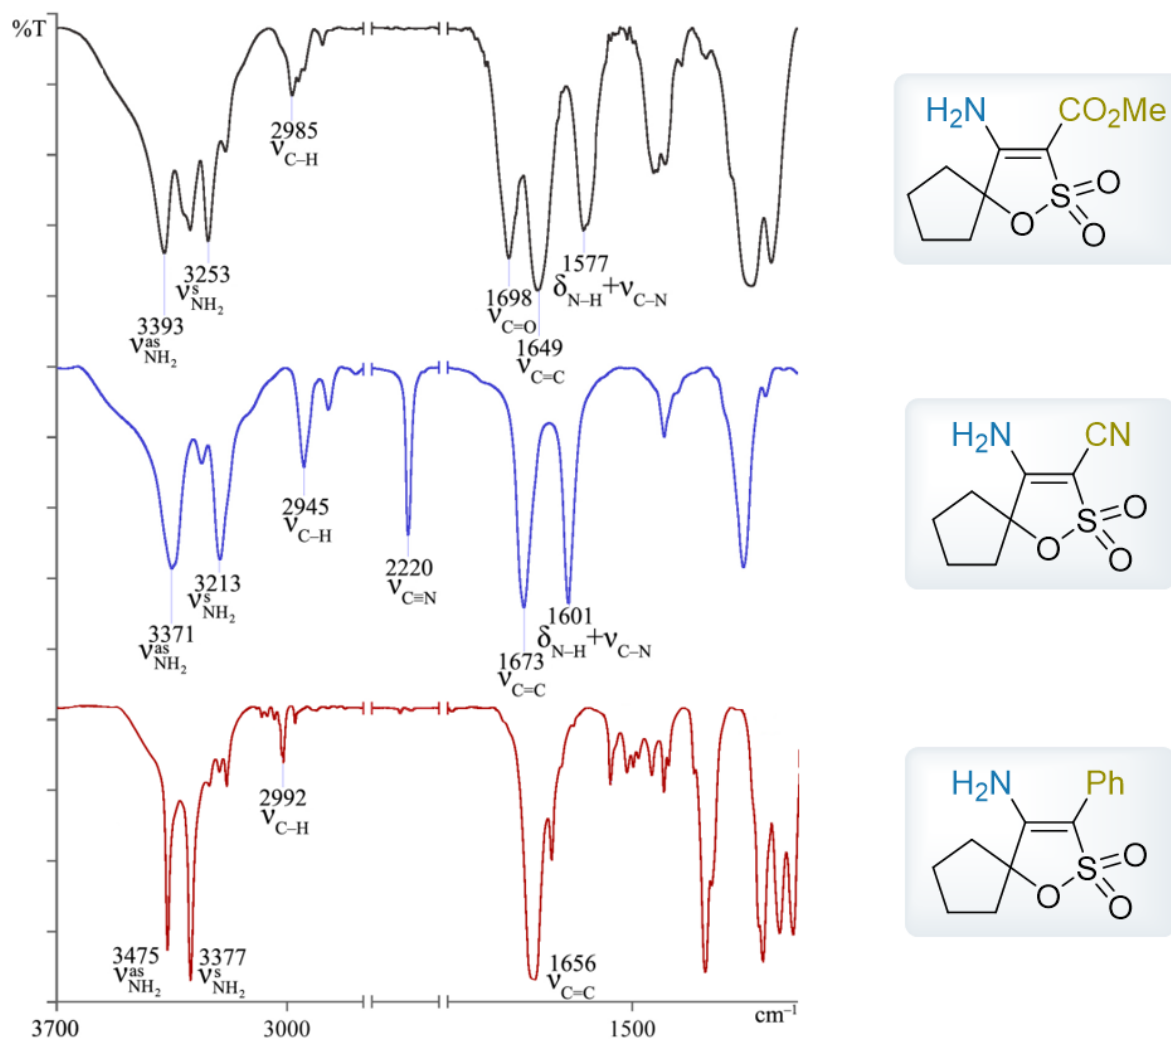 %T
2985
νC–H
3253
νsNH2
3393
νasNH2
1577
δN–H+νC–N
1698
νC=O
1649
νC=C
H2N
CO2Me
S
O
O
O
2945
νC–H
3213
νsNH2
2220
νC≡N
1601
δN–H+νC–N
3371
νasNH2
1673
νC=C
H2N
CN
S
O
O
O
2992
νC–H
3475
νasNH2
3377
νsNH2
1656
νC=C
H2N
Ph
S
O
O
O
3700
3000
1500
cm–1